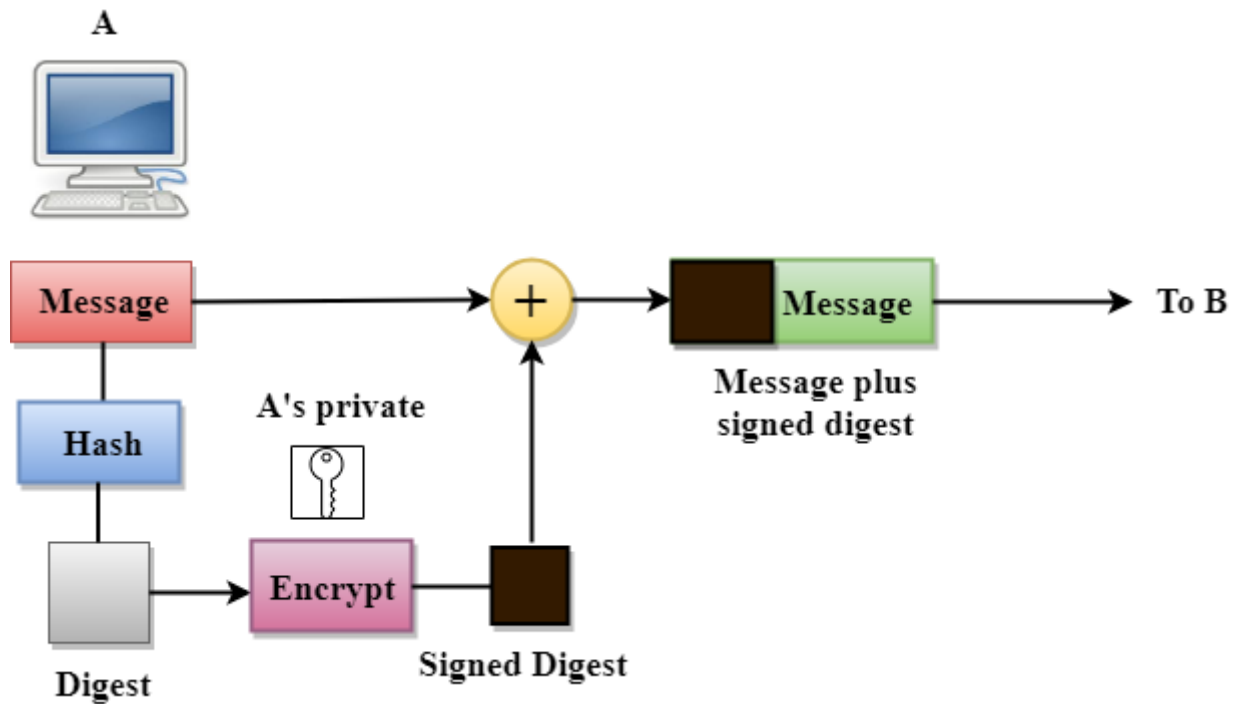 A
Message
+
Message
To B
Message plus
signed digest
Hash
A's private
Encrypt
Signed Digest
Digest